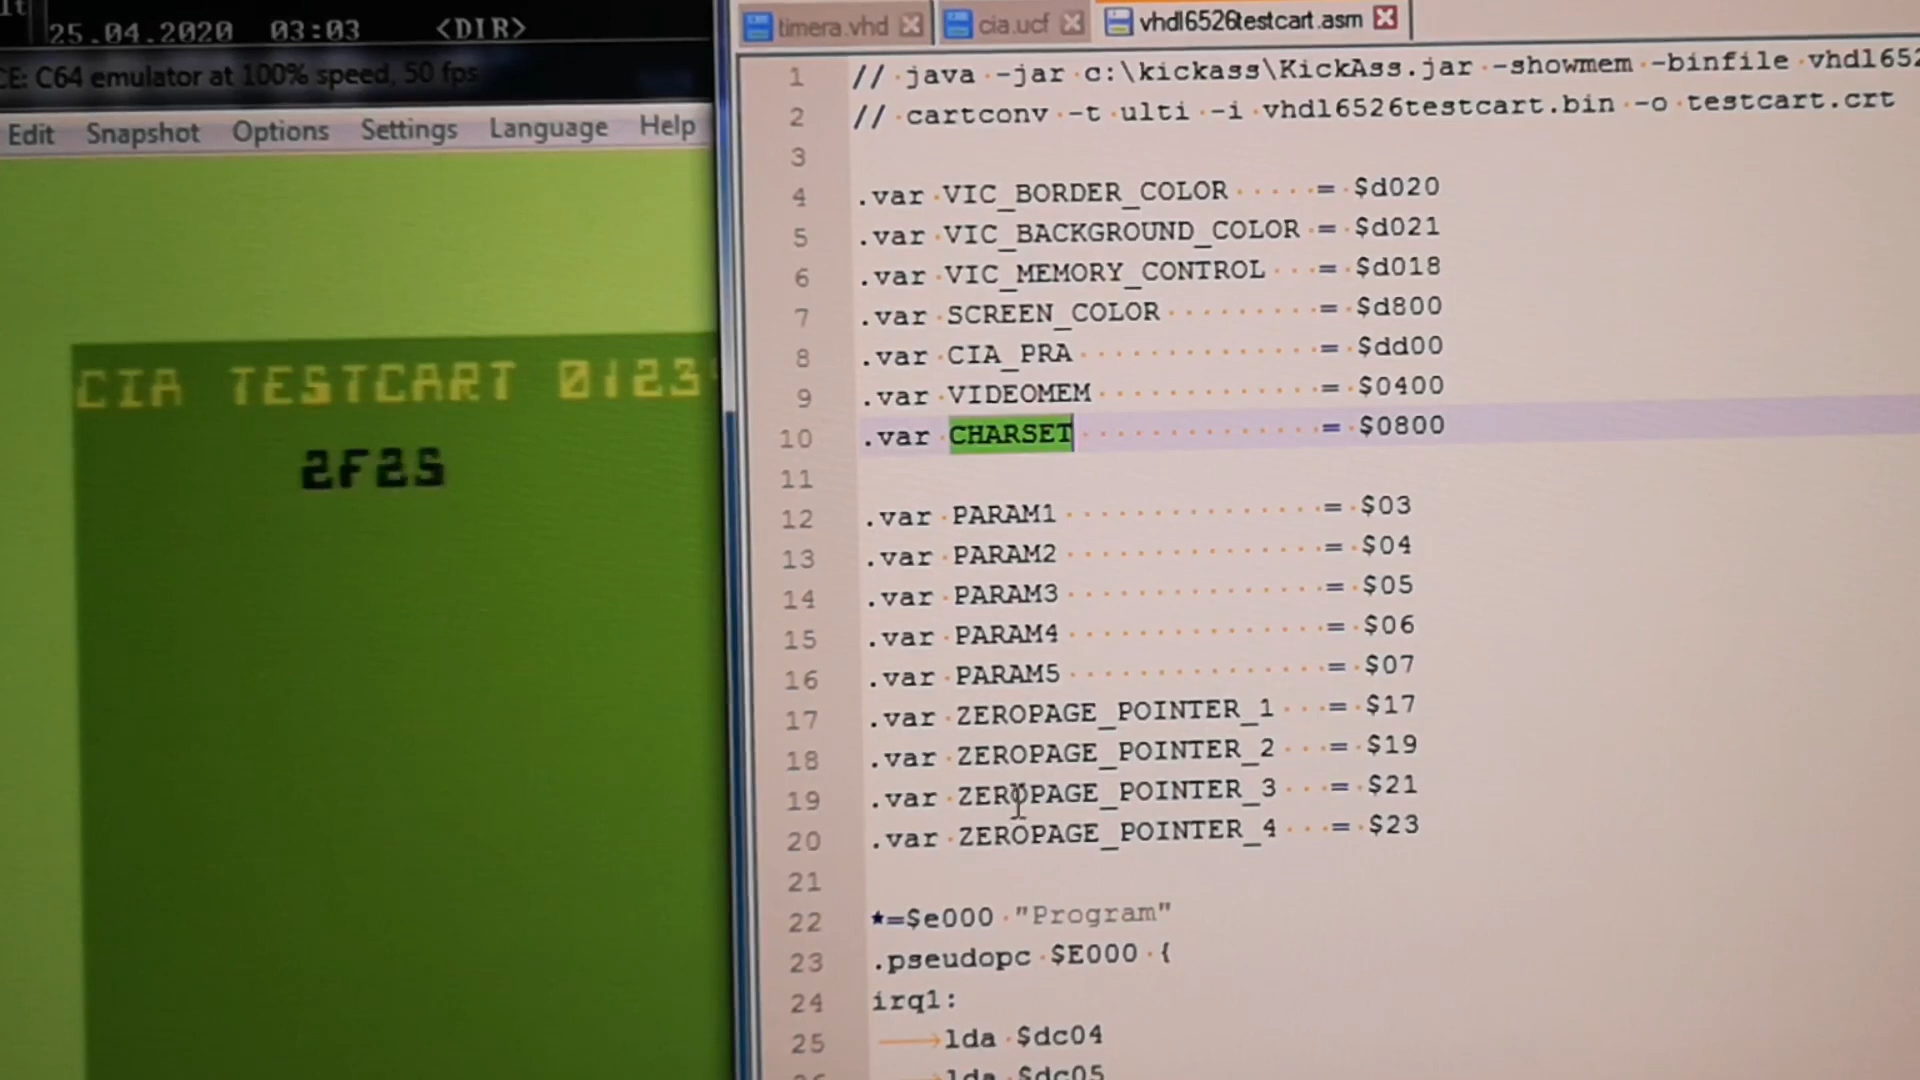 25.04.2020 03:03 <DIR>
C64 emulator at 100% speed, 50 fps
Edit Snapshot Options Settings Language Help
CIA TESTCART 0123
2F25
timera.vhd cia.ucf vhdl6526testcart.asm
1 // java -jar c:\kickass\KickAss.jar -showmem -binfile vhdl652
2 // cartconv -t ulti -i vhdl6526testcart.bin -o testcart.crt
3
4 .var VIC_BORDER_COLOR = $d020
5 .var VIC_BACKGROUND_COLOR = $d021
6 .var VIC_MEMORY_CONTROL = $d018
7 .var SCREEN_COLOR = $d800
8 .var CIA_PRA = $dd00
9 .var VIDEOMEM = $0400
10 .var CHARSET = $0800
11
12 .var PARAM1 = $03
13 .var PARAM2 = $04
14 .var PARAM3 = $05
15 .var PARAM4 = $06
16 .var PARAM5 = $07
17 .var ZEROPAGE_POINTER_1 = $17
18 .var ZEROPAGE_POINTER_2 = $19
19 .var ZEROPAGE_POINTER_3 = $21
20 .var ZEROPAGE_POINTER_4 = $23
21
22 *=$e000 "Program"
23 .pseudopc $E000 {
24 irq1:
25 lda $dc04
lda $dc05